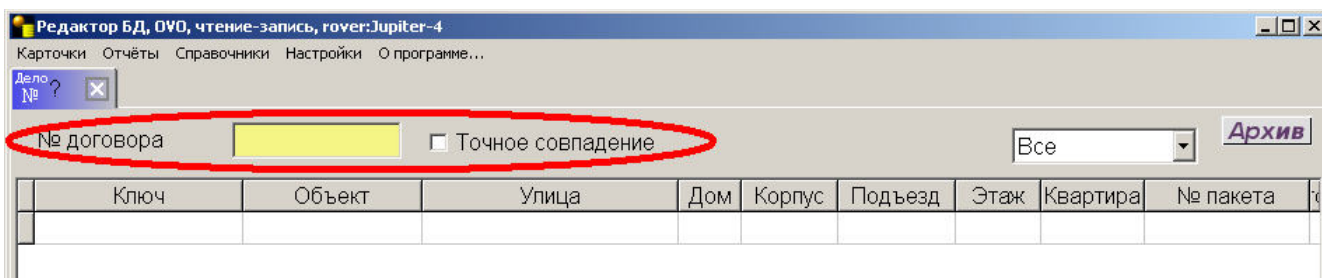 Редактор БД, OVO, чтение-запись, rover:Jupiter-4
Карточки Отчёты Справочники Настройки О программе...
Дело № ?
№ договора Точное совпадение Все Архив
Ключ Объект Улица Дом Корпус Подъезд Этаж Квартира № пакета